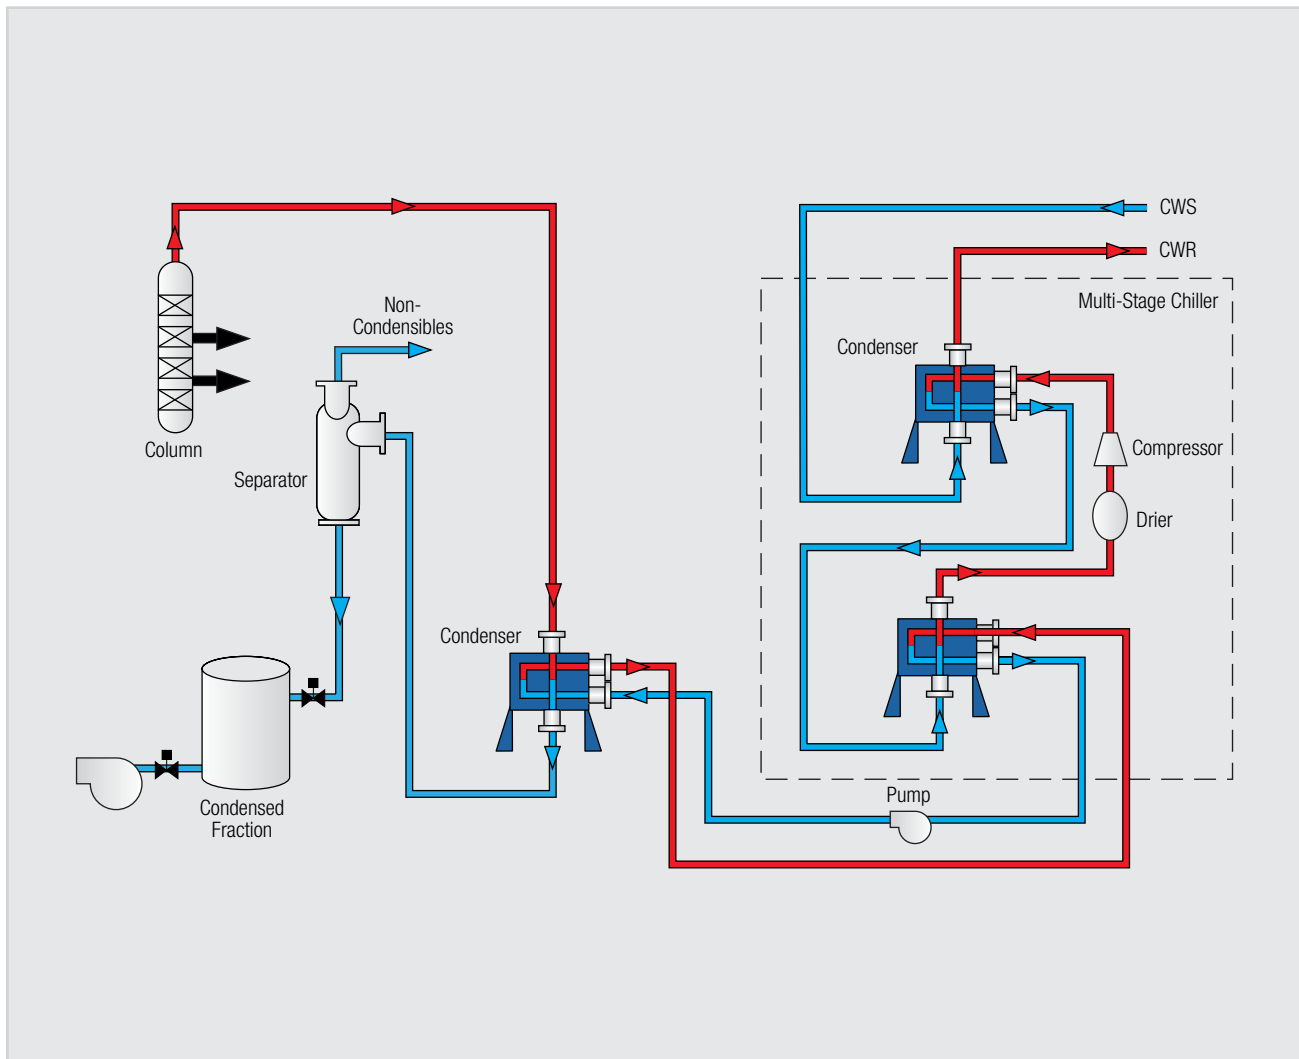 CWS
CWR
Multi-Stage Chiller
Non-
Condensibles
Condenser
Column
Compressor
Separator
Drier
Condenser
Pump
Condensed
Fraction